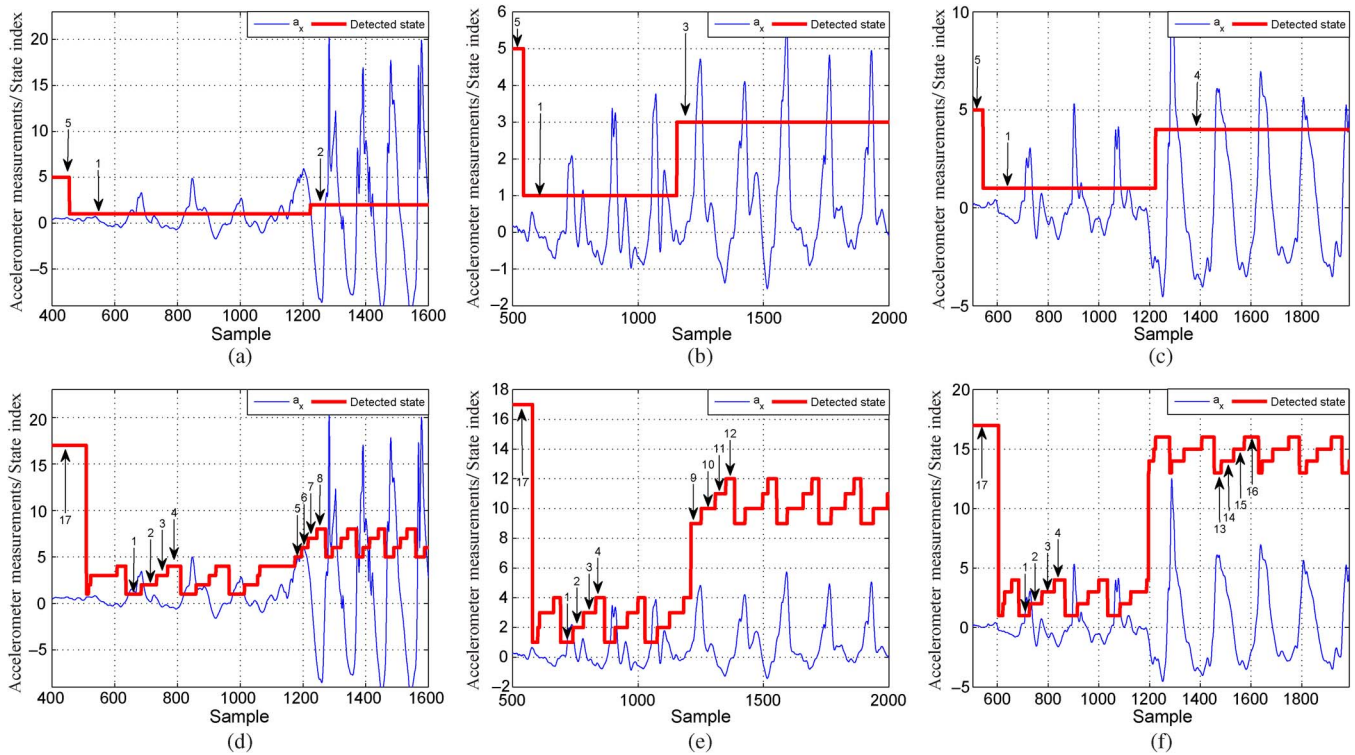 a_x Detected state
Accelerometer measurements/ State index
20
15
10
5
0
−5
5
1
2
400 600 800 1000 1200 1400 1600
Sample
(a)
a_x Detected state
Accelerometer measurements/ State index
6
5
4
3
2
1
0
−1
−2
5
1
3
500 1000 1500 2000
Sample
(b)
a_x Detected state
Accelerometer measurements/ State index
10
5
0
−5
5
1
4
600 800 1000 1200 1400 1600 1800
Sample
(c)
a_x Detected state
Accelerometer measurements/ State index
20
15
10
5
0
−5
17
1 2 3 4
5 6 7 8
400 600 800 1000 1200 1400 1600
Sample
(d)
a_x Detected state
Accelerometer measurements/ State index
18
16
14
12
10
8
6
4
2
0
−2
17
1 2 3 4
9 10 11 12
500 1000 1500 2000
Sample
(e)
a_x Detected state
Accelerometer measurements/ State index
20
15
10
5
0
−5
17
1 2 3 4
13 14 15 16
600 800 1000 1200 1400 1600 1800
Sample
(f)